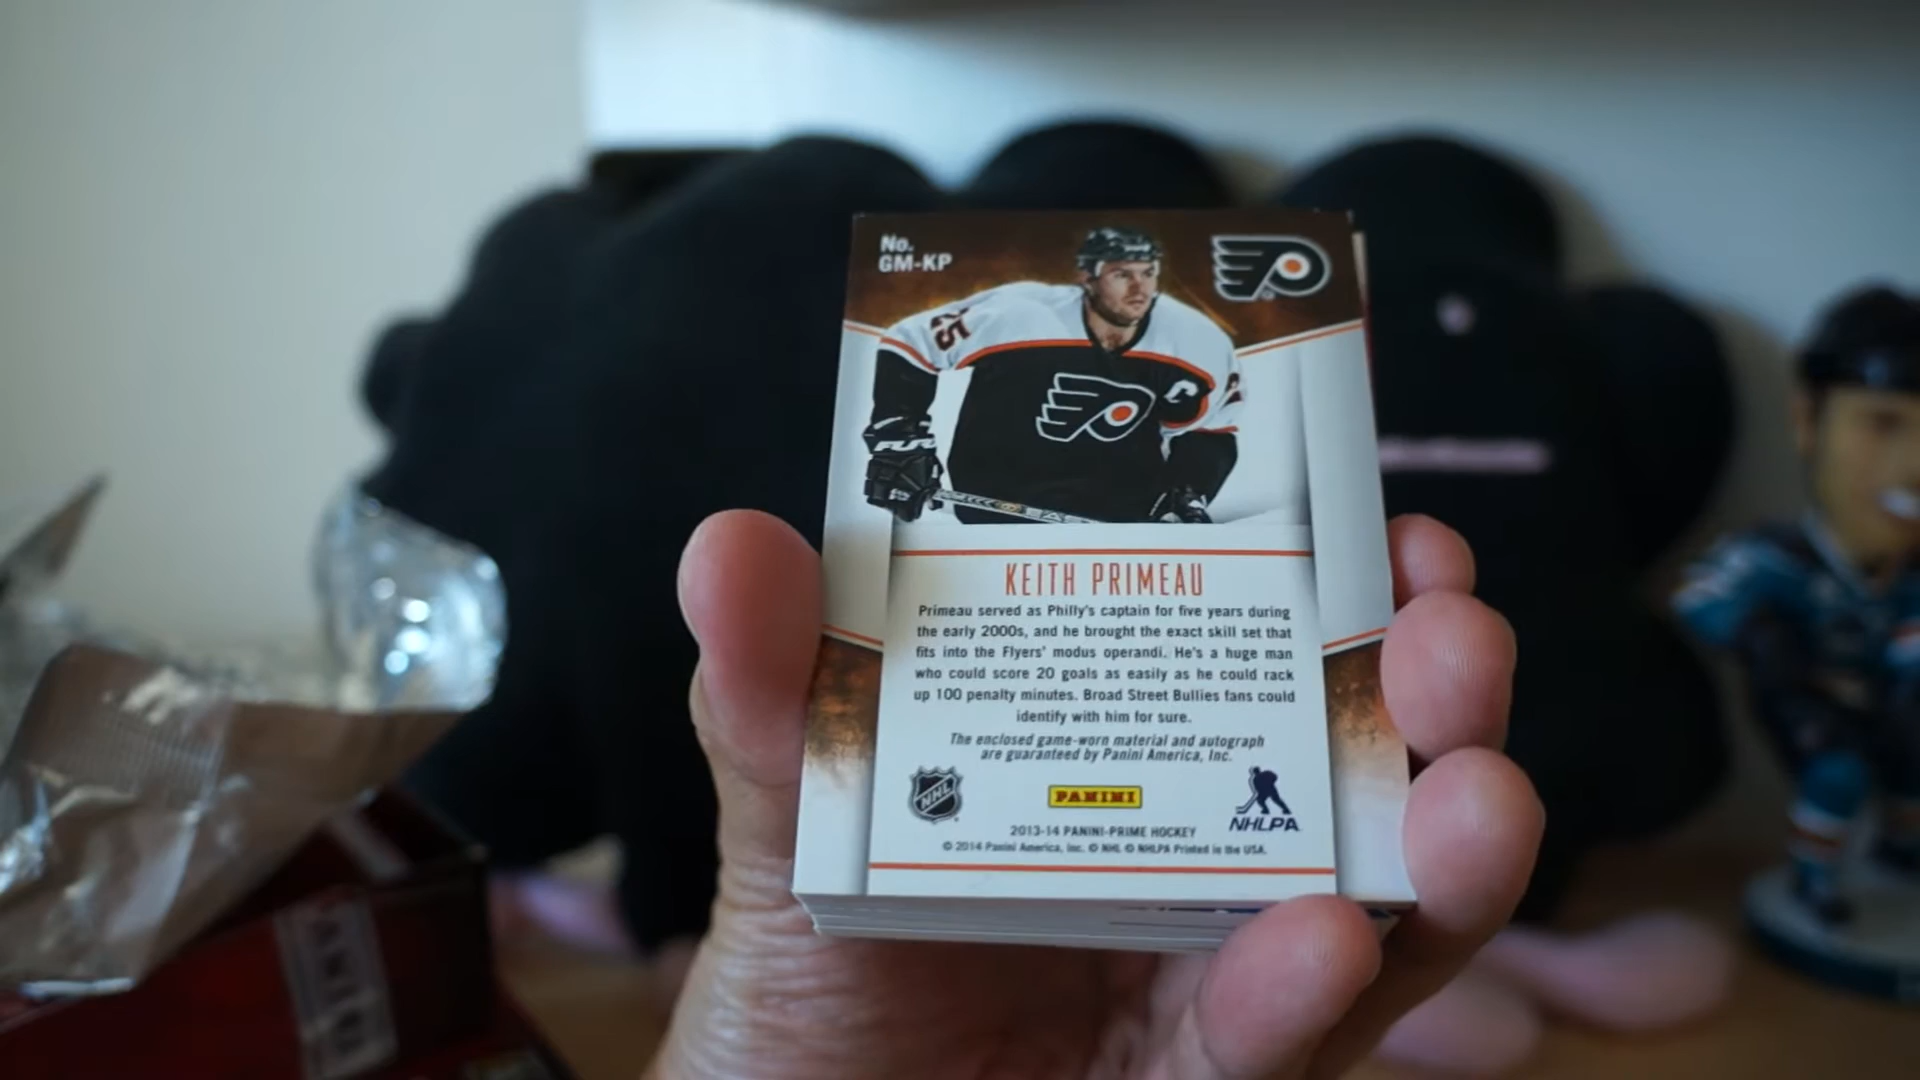 No.
GM-KP
25
C
KEITH PRIMEAU
Primeau served as Philly's captain for five years during
the early 2000s, and he brought the exact skill set that
fits into the Flyers' modus operandi. He's a huge man
who could score 20 goals as easily as he could rack
up 100 penalty minutes. Broad Street Bullies fans could
identify with him for sure.
The enclosed game-worn material and autograph
are guaranteed by Panini America, Inc.
NHL
PANINI
NHLPA
2013-14 PANINI-PRIME HOCKEY
© 2014 Panini America, Inc. © NHL © NHLPA Printed in the USA.